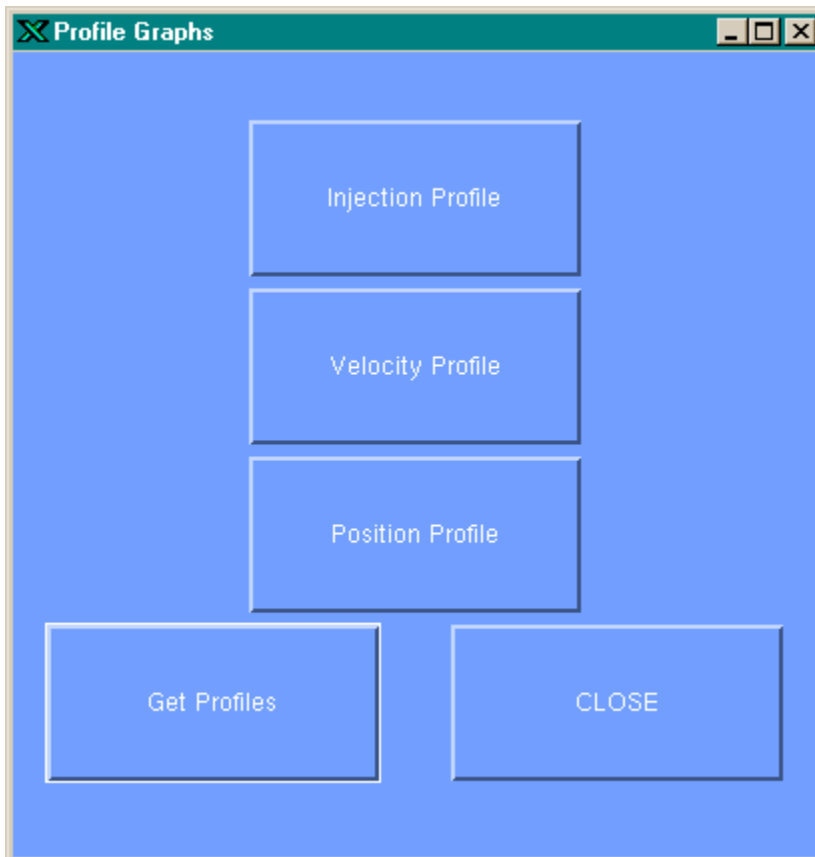 Profile Graphs
Injection Profile
Velocity Profile
Position Profile
Get Profiles
CLOSE